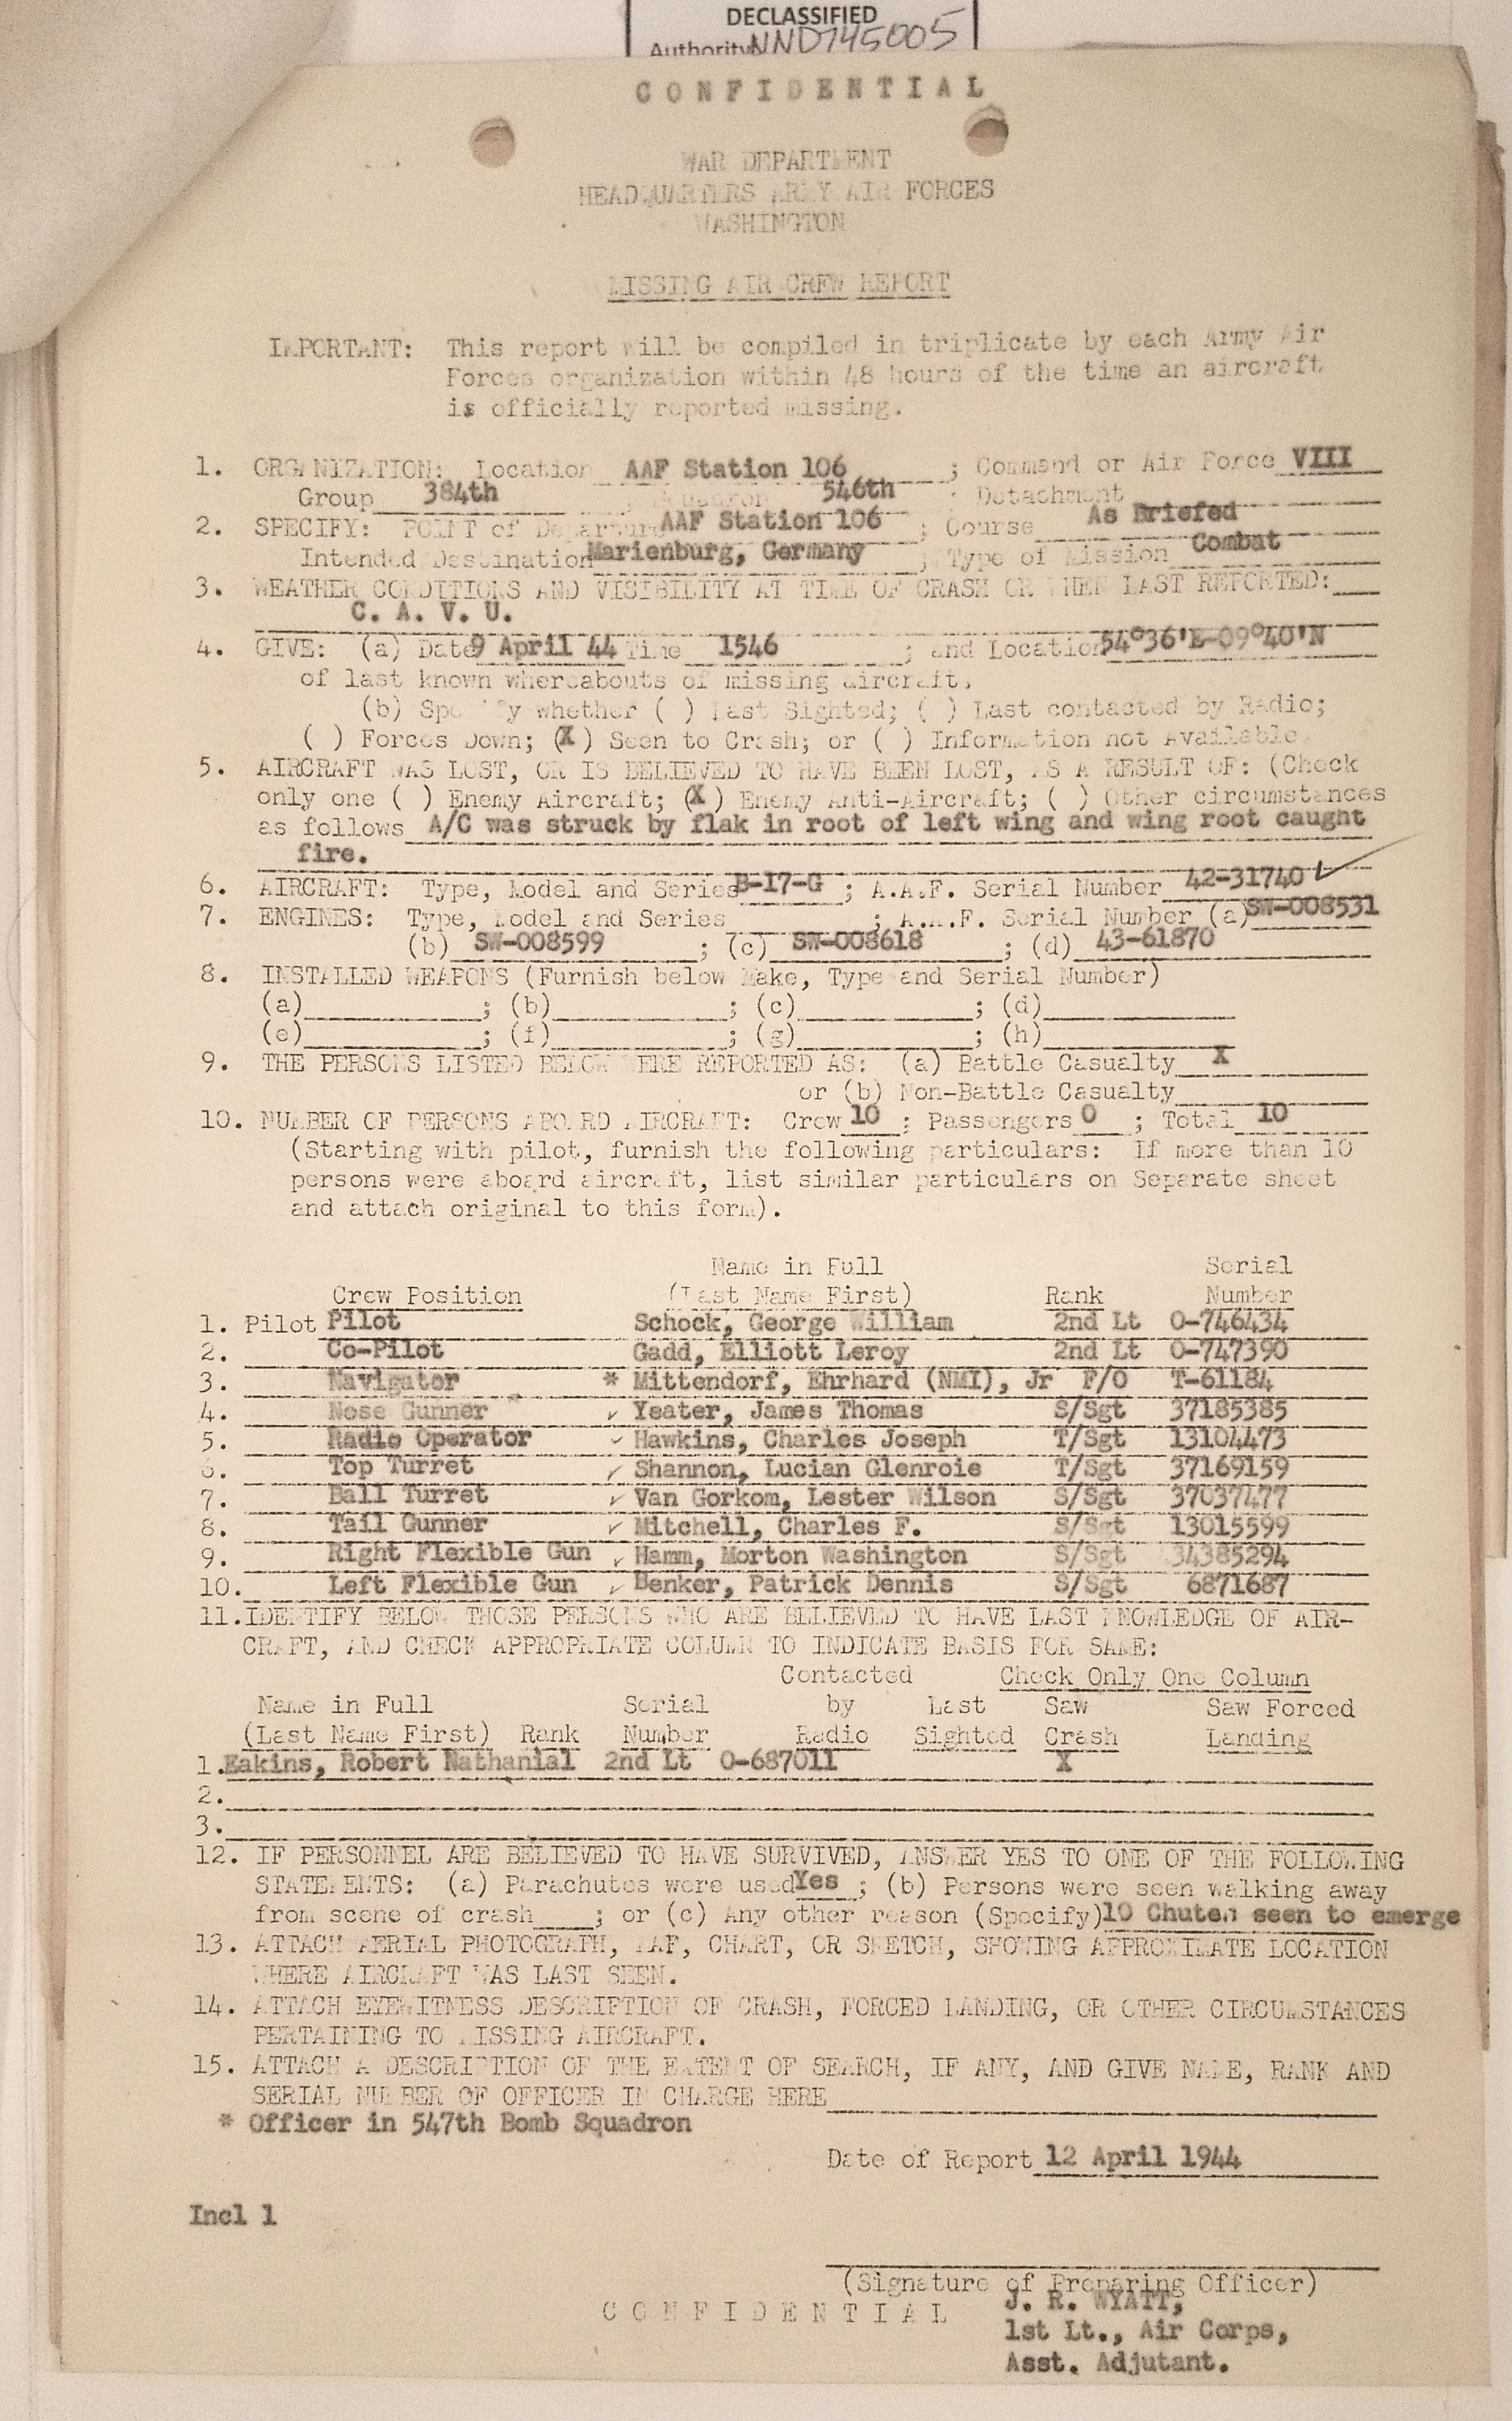 DECLASSIFIED
Authority NND745005
CONFIDENTIAL
WAR DEPARTMENT
HEADQUARTERS ARMY AIR FORCES
WASHINGTON
MISSING AIR CREW REPORT
IMPORTANT: This report will be compiled in triplicate by each Army Air
Forces organization within 48 hours of the time an aircraft
is officially reported missing.
1. ORGANIZATION: Location AAF Station 106 ; Command or Air Force VIII
Group 384th ; Squadron 546th ; Detachment
2. SPECIFY: POINT of Departure AAF Station 106 ; Course As Briefed
Intended Destination Marienburg, Germany ; Type of Mission Combat
3. WEATHER CONDITIONS AND VISIBILITY AT TIME OF CRASH OR WHEN LAST REPORTED:
C. A. V. U.
4. GIVE: (a) Date 9 April 44 Time 1546 ; and Location 54°36'E-09°40'N
of last known whereabouts of missing aircraft.
(b) Specify whether ( ) Last Sighted; ( ) Last contacted by Radio;
( ) Forces Down; (X) Seen to Crash; or ( ) Information not Available.
5. AIRCRAFT WAS LOST, OR IS BELIEVED TO HAVE BEEN LOST, AS A RESULT OF: (Check
only one ( ) Enemy Aircraft; (X) Enemy Anti-Aircraft; ( ) Other circumstances
as follows A/C was struck by flak in root of left wing and wing root caught
fire.
6. AIRCRAFT: Type, Model and Series B-17-G ; A.A.F. Serial Number 42-31740
7. ENGINES: Type, Model and Series ; A.A.F. Serial Number (a) SW-008531
(b) SW-008599 ; (c) SW-008618 ; (d) 43-61870
8. INSTALLED WEAPONS (Furnish below Make, Type and Serial Number)
(a) ; (b) ; (c) ; (d)
(e) ; (f) ; (g) ; (h)
9. THE PERSONS LISTED BELOW WERE REPORTED AS: (a) Battle Casualty X
or (b) Non-Battle Casualty
10. NUMBER OF PERSONS ABOARD AIRCRAFT: Crew 10 ; Passengers 0 ; Total 10
(Starting with pilot, furnish the following particulars: If more than 10
persons were aboard aircraft, list similar particulars on Separate sheet
and attach original to this form).
Name in Full Serial
Crew Position (Last Name First) Rank Number
1. Pilot Pilot Schock, George William 2nd Lt O-746434
2. Co-Pilot Gadd, Elliott Leroy 2nd Lt O-747390
3. Navigator * Mittendorf, Ehrhard (NMI), Jr F/O T-61184
4. Nose Gunner Yeater, James Thomas S/Sgt 37185385
5. Radio Operator Hawkins, Charles Joseph T/Sgt 13104473
6. Top Turret Shannon, Lucian Glenroie T/Sgt 37169159
7. Ball Turret Van Gorkom, Lester Wilson S/Sgt 37037477
8. Tail Gunner Mitchell, Charles F. S/Sgt 13015599
9. Right Flexible Gun Hamm, Morton Washington S/Sgt 34385294
10. Left Flexible Gun Benker, Patrick Dennis S/Sgt 6871687
11. IDENTIFY BELOW THOSE PERSONS WHO ARE BELIEVED TO HAVE LAST KNOWLEDGE OF AIR-
CRAFT, AND CHECK APPROPRIATE COLUMN TO INDICATE BASIS FOR SAME:
Contacted Check Only One Column
Name in Full Serial by Last Saw Saw Forced
(Last Name First) Rank Number Radio Sighted Crash Landing
1. Eakins, Robert Nathanial 2nd Lt O-687011 X
2.
3.
12. IF PERSONNEL ARE BELIEVED TO HAVE SURVIVED, ANSWER YES TO ONE OF THE FOLLOWING
STATEMENTS: (a) Parachutes were used Yes ; (b) Persons were seen walking away
from scene of crash ; or (c) Any other reason (Specify) 10 Chutes seen to emerge
13. ATTACH AERIAL PHOTOGRAPH, MAP, CHART, OR SKETCH, SHOWING APPROXIMATE LOCATION
WHERE AIRCRAFT WAS LAST SEEN.
14. ATTACH EYEWITNESS DESCRIPTION OF CRASH, FORCED LANDING, OR OTHER CIRCUMSTANCES
PERTAINING TO MISSING AIRCRAFT.
15. ATTACH A DESCRIPTION OF THE EXTENT OF SEARCH, IF ANY, AND GIVE NAME, RANK AND
SERIAL NUMBER OF OFFICER IN CHARGE HERE
* Officer in 547th Bomb Squadron
Date of Report 12 April 1944
Incl 1
(Signature of Preparing Officer)
CONFIDENTIAL
J. R. WYATT,
1st Lt., Air Corps,
Asst. Adjutant.